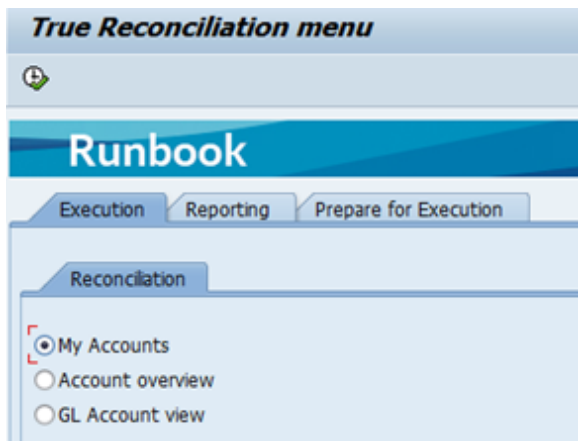 True Reconciliation menu
Runbook
Execution Reporting Prepare for Execution
Reconciliation
My Accounts
Account overview
GL Account view